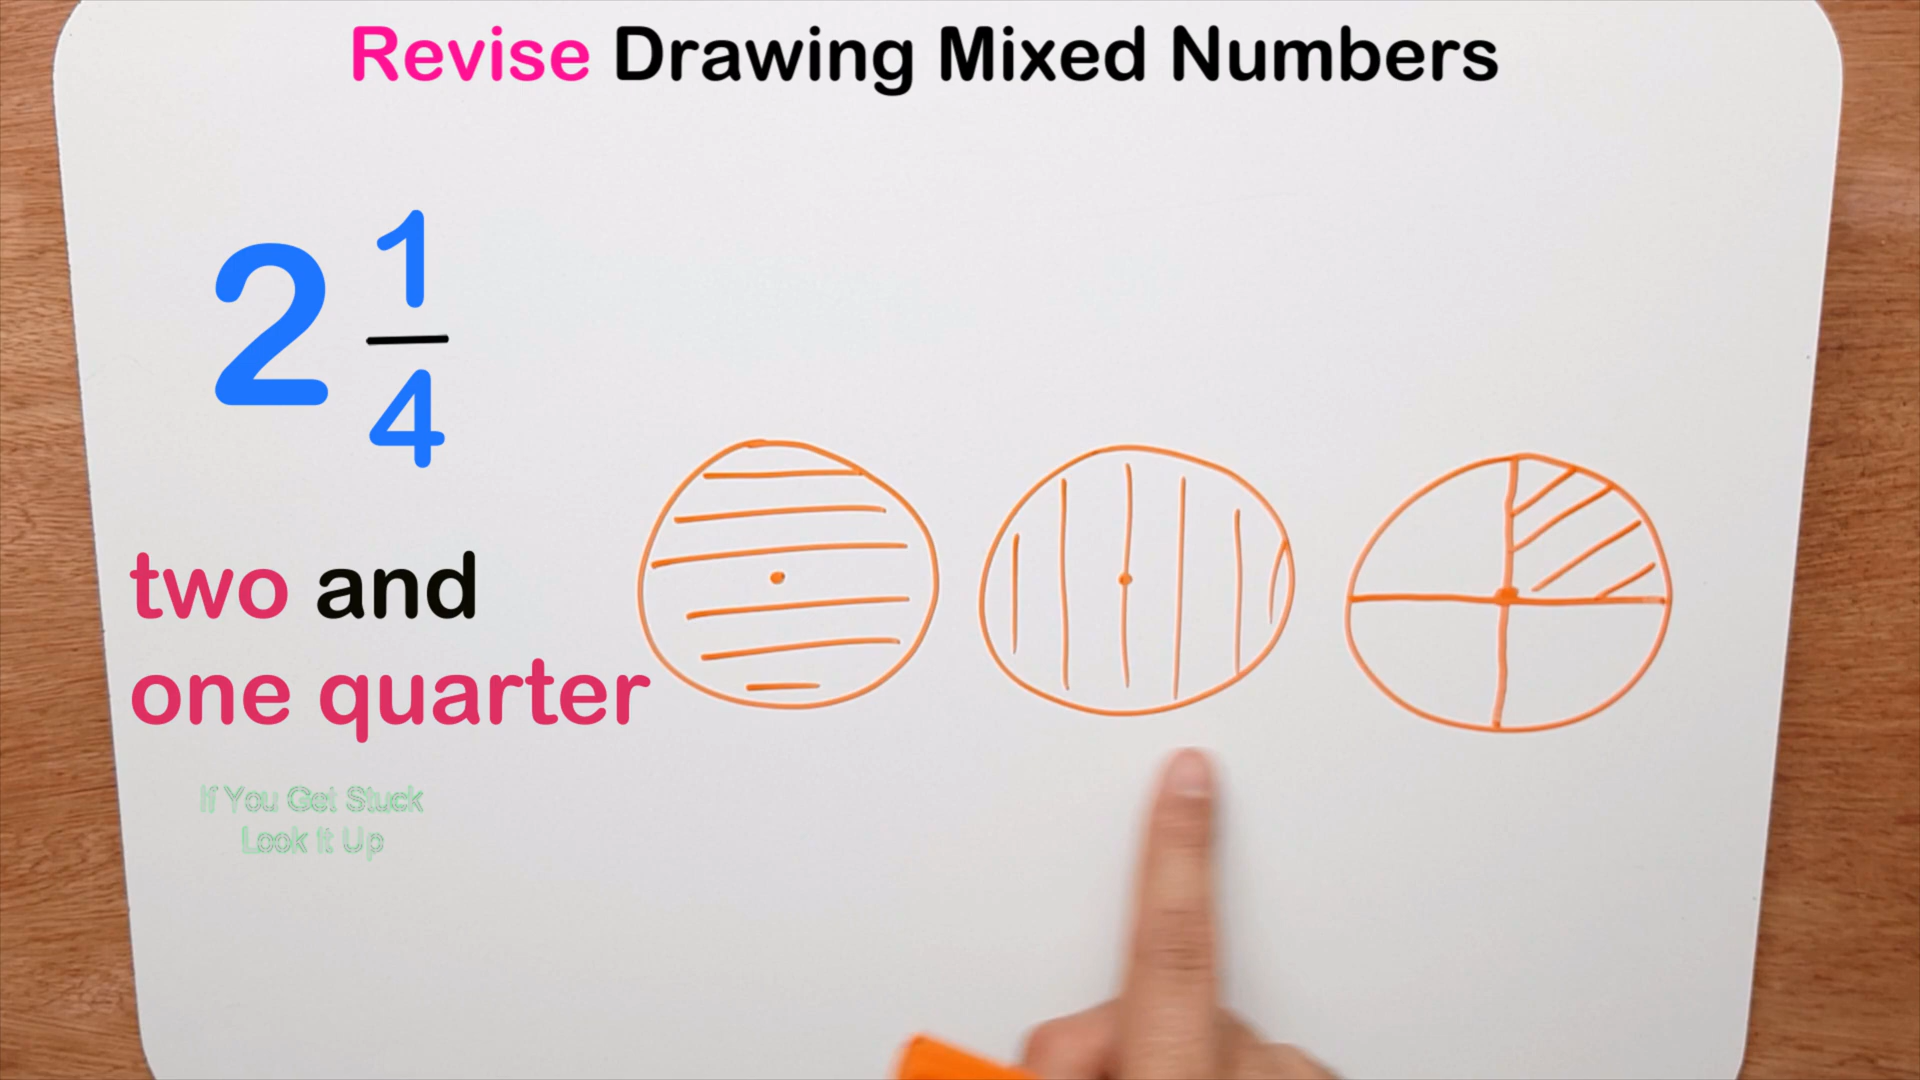 Revise Drawing Mixed Numbers
2 1/4
two and
one quarter
If You Get Stuck
Look It Up